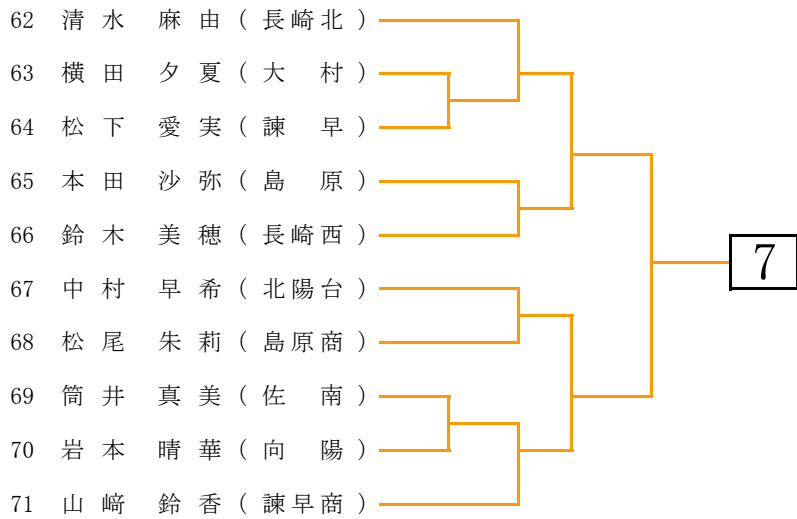 62 清水 麻由 ( 長崎北 )
63 横田 夕夏 ( 大 村 )
64 松下 愛実 ( 諫 早 )
65 本田 沙弥 ( 島 原 )
66 鈴木 美穂 ( 長崎西 )
7
67 中村 早希 ( 北陽台 )
68 松尾 朱莉 ( 島原商 )
69 筒井 真美 ( 佐 南 )
70 岩本 晴華 ( 向 陽 )
71 山﨑 鈴香 ( 諫早商 )